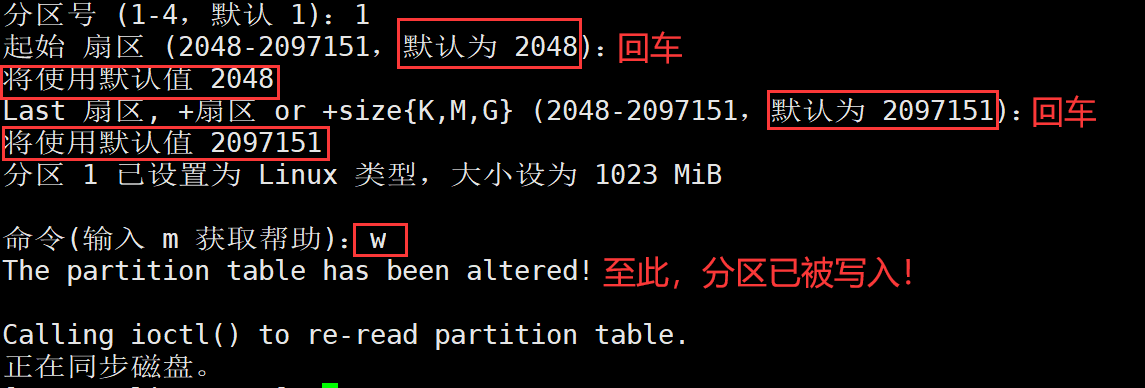 分区号 (1-4，默认 1)：1
起始 扇区 (2048-2097151，默认为 2048)：回车
将使用默认值 2048
Last 扇区, +扇区 or +size{K,M,G} (2048-2097151，默认为 2097151)：回车
将使用默认值 2097151
分区 1 已设置为 Linux 类型，大小设为 1023 MiB
命令(输入 m 获取帮助)：w
The partition table has been altered! 至此，分区已被写入！
Calling ioctl() to re-read partition table.
正在同步磁盘。